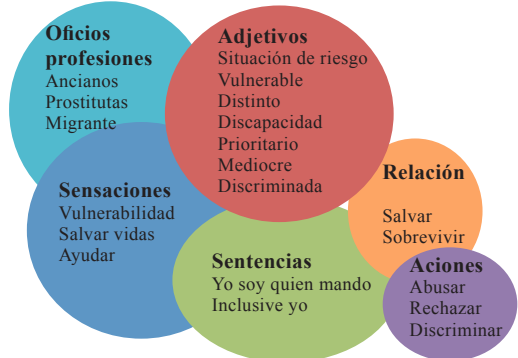 Oficios
profesiones
Ancianos
Prostitutas
Migrante
Adjetivos
Situación de riesgo
Vulnerable
Distinto
Discapacidad
Prioritario
Mediocre
Discriminada
Sensaciones
Vulnerabilidad
Salvar vidas
Ayudar
Sentencias
Yo soy quien mando
Inclusive yo
Relación
Salvar
Sobrevivir
Aciones
Abusar
Rechazar
Discriminar